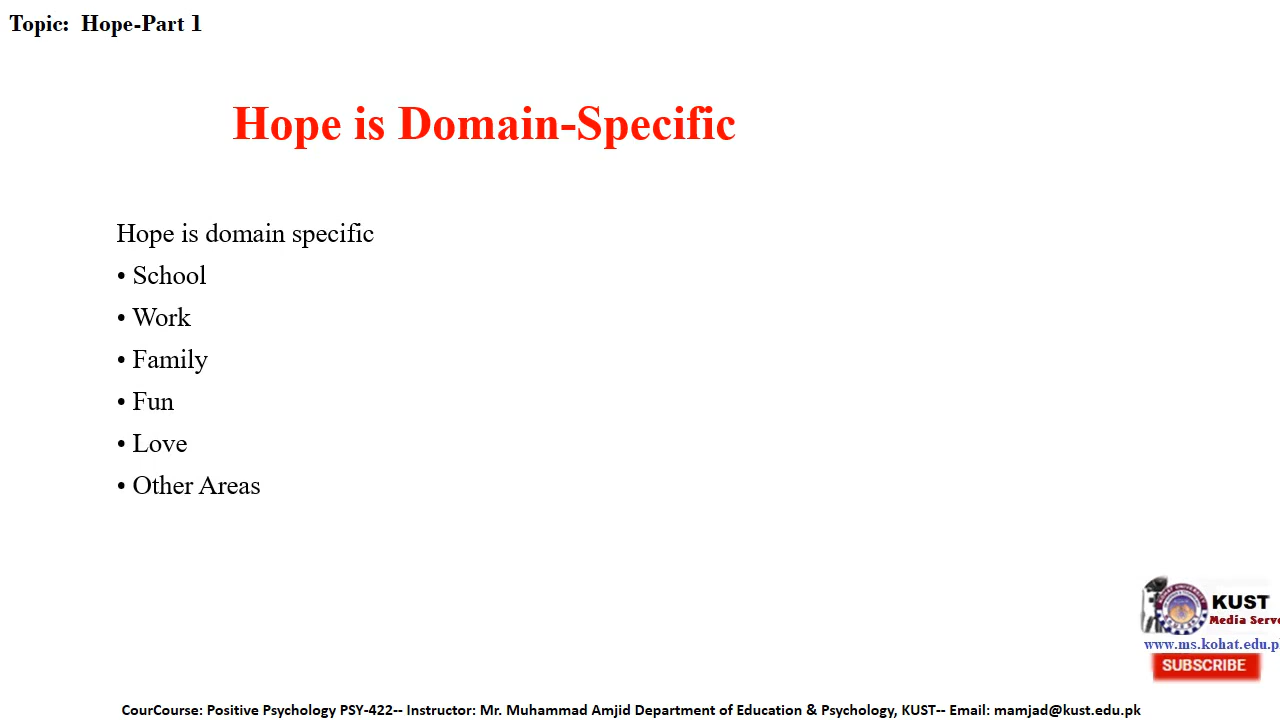 Topic:  Hope-Part 1
Hope is Domain-Specific
Hope is domain specific
• School
• Work
• Family
• Fun
• Love
• Other Areas
KUST
Media Serv
www.ms.kohat.edu.p
SUBSCRIBE
CourCourse: Positive Psychology PSY-422-- Instructor: Mr. Muhammad Amjid Department of Education & Psychology, KUST-- Email: mamjad@kust.edu.pk